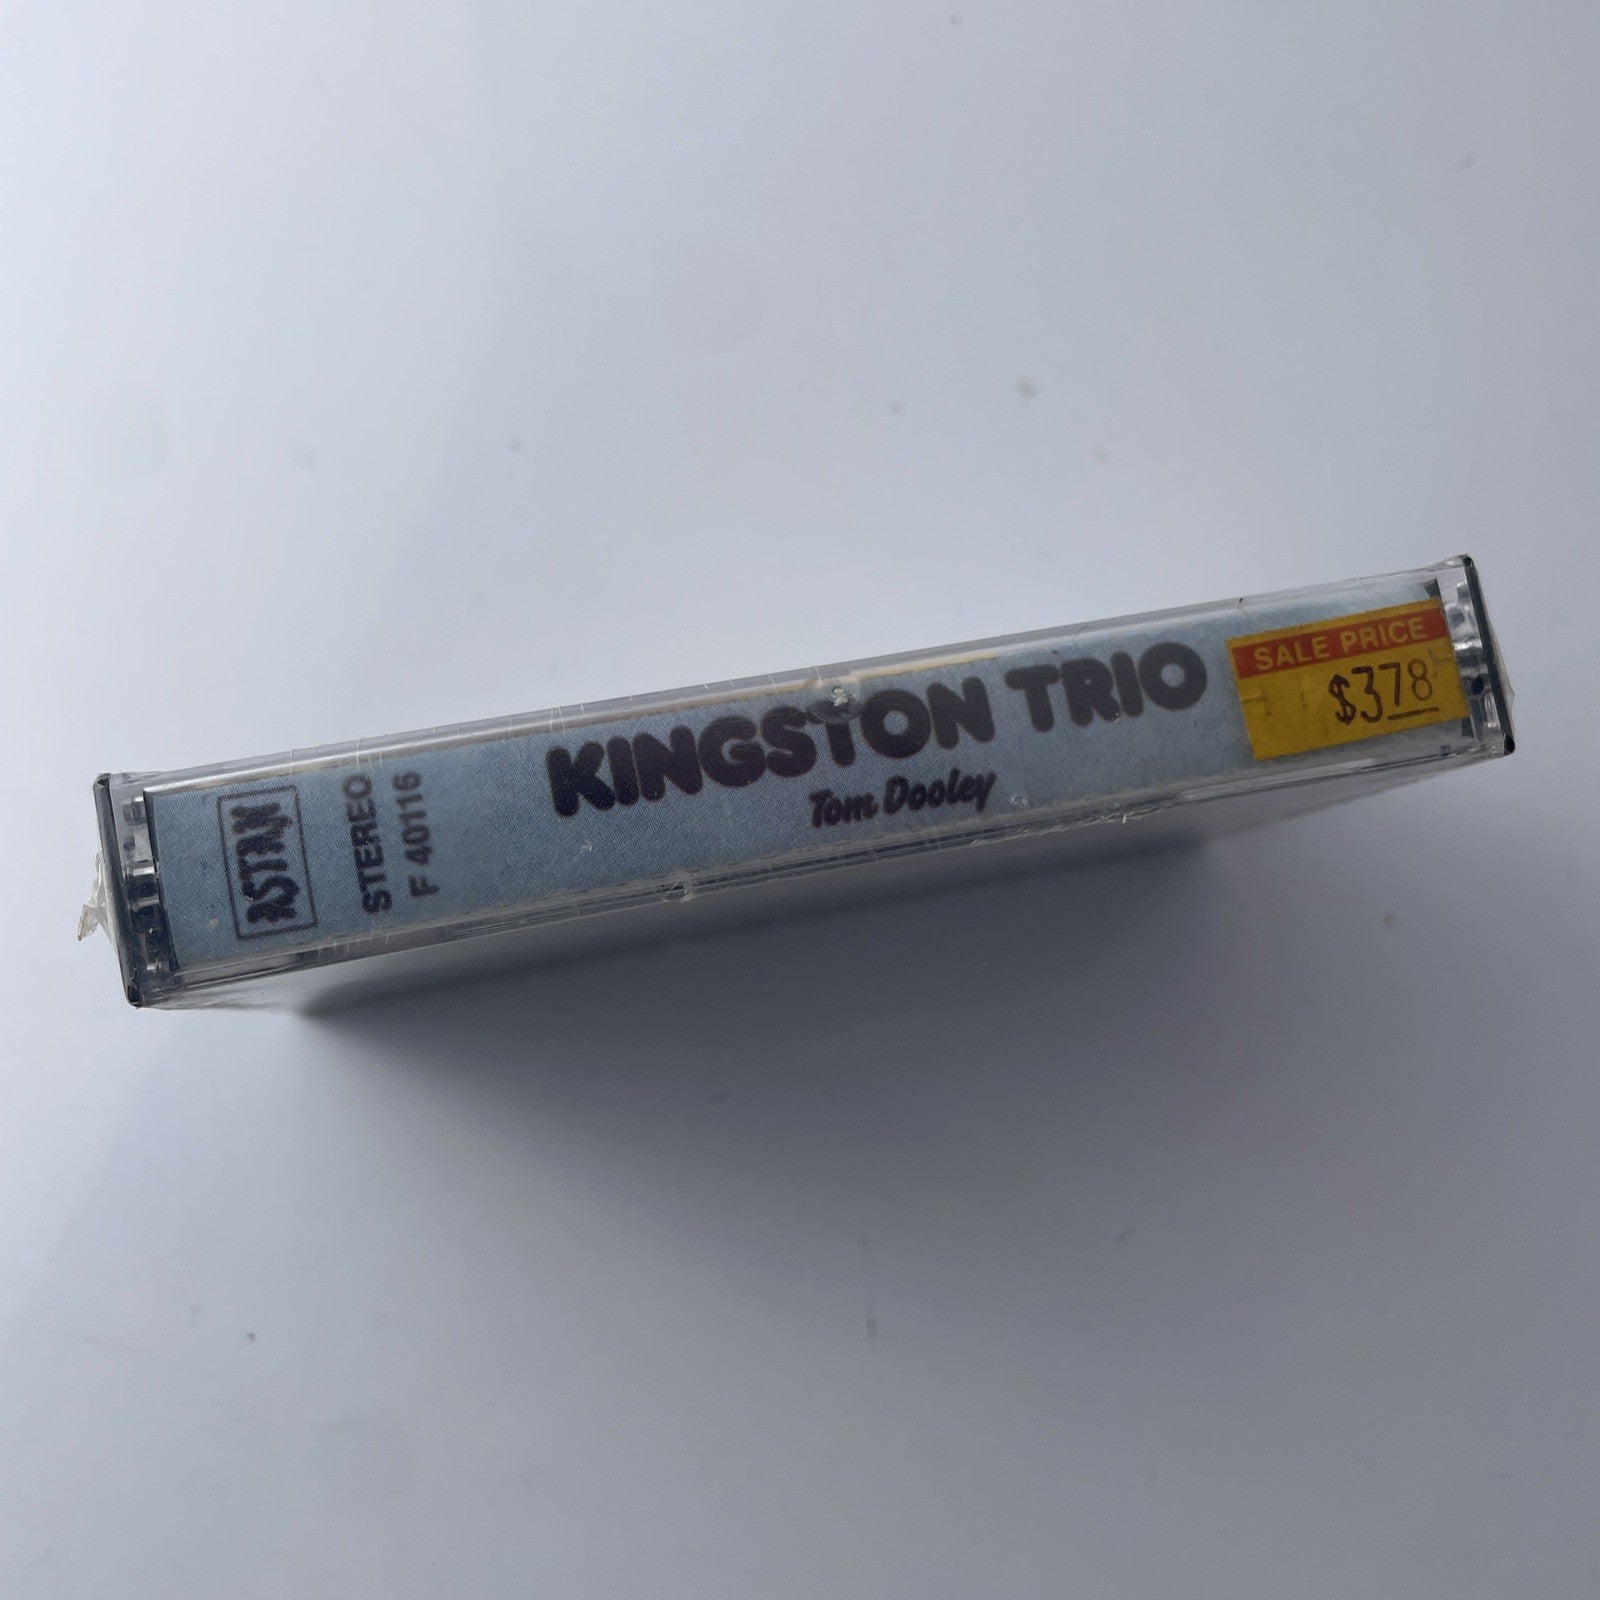 ASTAN
STEREO
F 40116
KINGSTON TRIO
Tom Dooley
SALE PRICE
$378